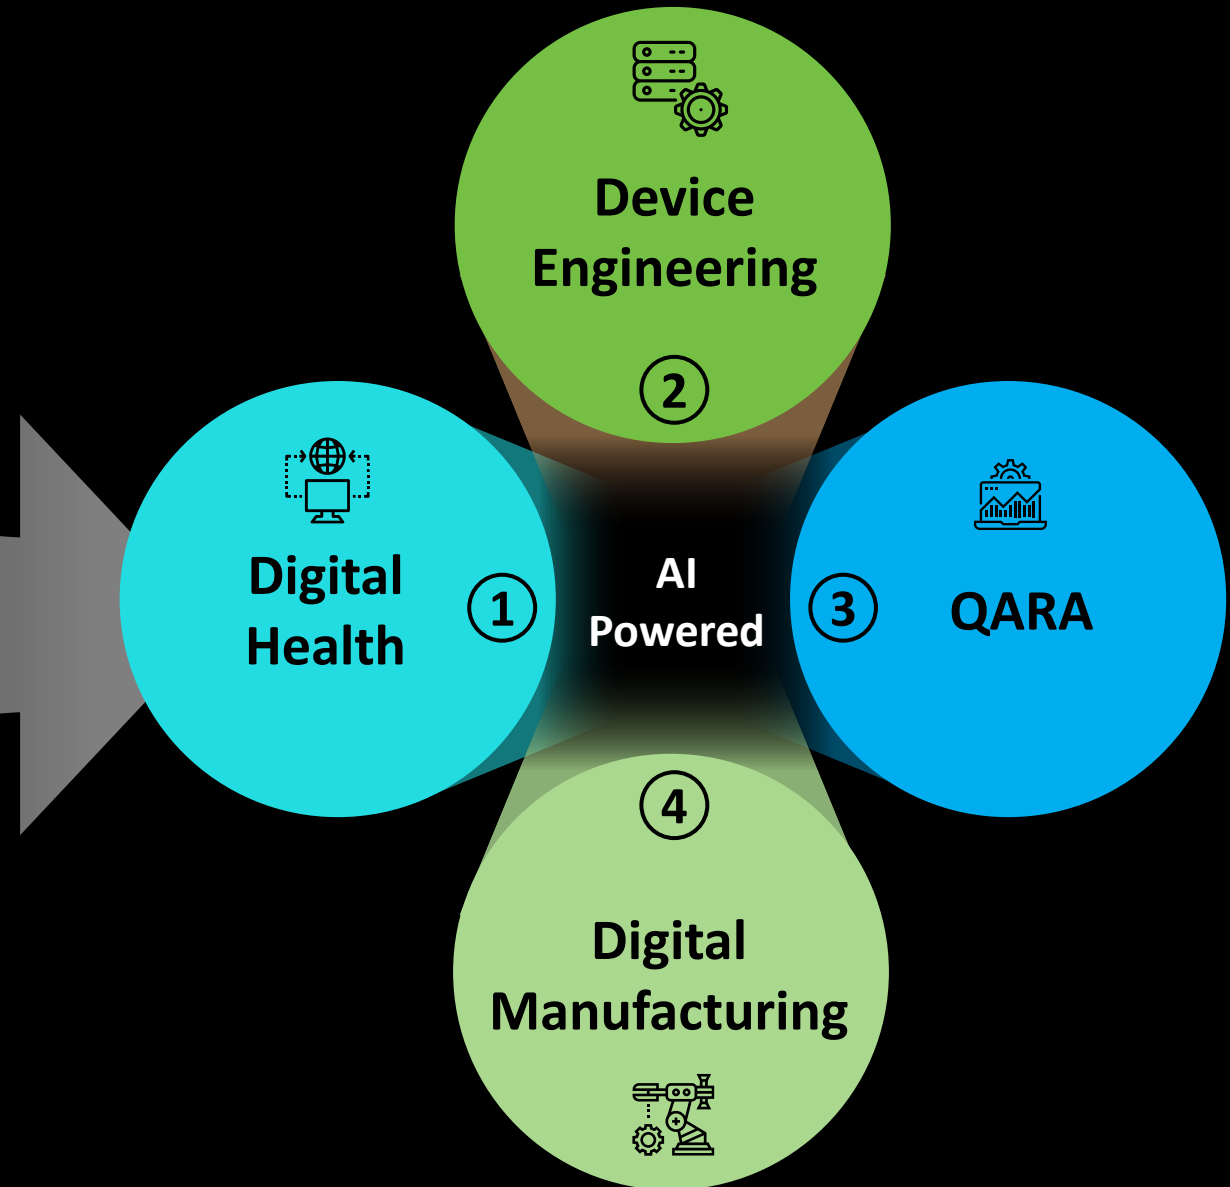 Device
Engineering
2
Digital
Health
1
AI
Powered
3
QARA
4
Digital
Manufacturing